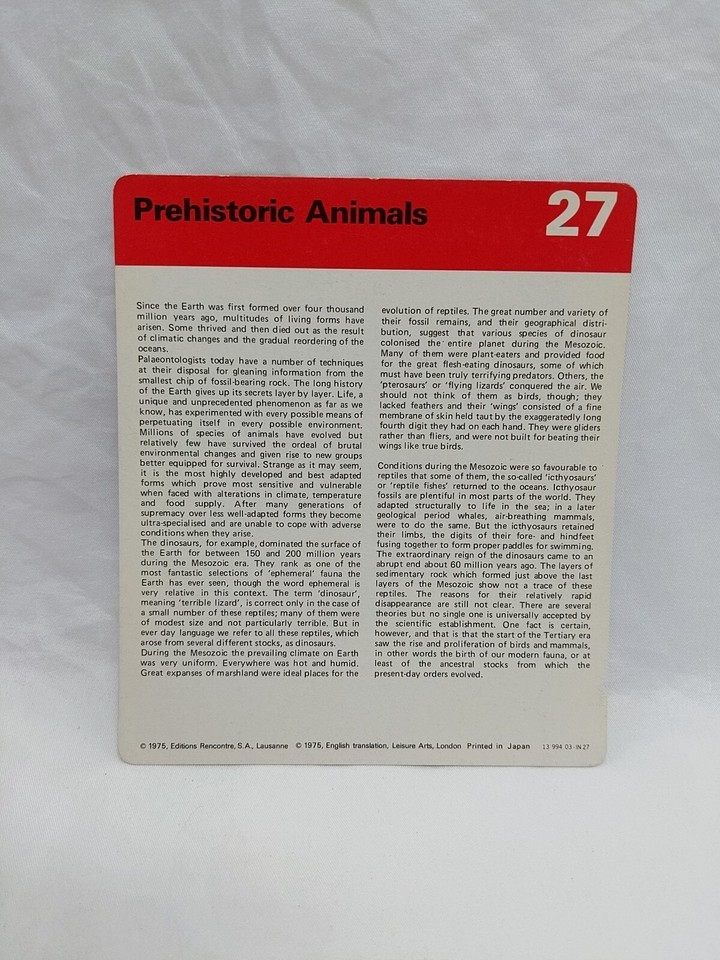 Prehistoric Animals
27
Since the Earth was first formed over four thousand
million years ago, multitudes of living forms have
arisen. Some thrived and then died out as the result
of climatic changes and the gradual reordering of the
oceans.
Palaeontologists today have a number of techniques
at their disposal for gleaning information from the
smallest chip of fossil-bearing rock. The long history
of the Earth gives up its secrets layer by layer. Life, a
unique and unprecedented phenomenon as far as we
know, has experimented with every possible means of
perpetuating itself in every possible environment.
Millions of species of animals have evolved but
relatively few have survived the ordeal of brutal
environmental changes and given rise to new groups
better equipped for survival. Strange as it may seem,
it is the most highly developed and best adapted
forms which prove most sensitive and vulnerable
when faced with alterations in climate, temperature
and food supply. After many generations of
supremacy over less well-adapted forms they become
ultra-specialised and are unable to cope with adverse
conditions when they arise.
The dinosaurs, for example, dominated the surface of
the Earth for between 150 and 200 million years
during the Mesozoic era. They rank as one of the
most fantastic selections of 'ephemeral' fauna the
Earth has ever seen, though the word ephemeral is
very relative in this context. The term 'dinosaur',
meaning 'terrible lizard', is correct only in the case of
a small number of these reptiles; many of them were
of modest size and not particularly terrible. But in
ever day language we refer to all these reptiles, which
arose from several different stocks, as dinosaurs.
During the Mesozoic the prevailing climate on Earth
was very uniform. Everywhere was hot and humid.
Great expanses of marshland were ideal places for the
evolution of reptiles. The great number and variety of
their fossil remains, and their geographical distri-
bution, suggest that various species of dinosaur
colonised the entire planet during the Mesozoic.
Many of them were plant-eaters and provided food
for the great flesh-eating dinosaurs, some of which
must have been truly terrifying predators. Others, the
'pterosaurs' or 'flying lizards' conquered the air. We
should not think of them as birds, though; they
lacked feathers and their 'wings' consisted of a fine
membrane of skin held taut by the exaggeratedly long
fourth digit they had on each hand. They were gliders
rather than fliers, and were not built for beating their
wings like true birds.
Conditions during the Mesozoic were so favourable to
reptiles that some of them, the so-called 'icthyosaurs'
or 'reptile fishes' returned to the oceans. Icthyosaur
fossils are plentiful in most parts of the world. They
adapted structurally to life in the sea; in a later
geological period whales, air-breathing mammals,
were to do the same. But the icthyosaurs retained
their limbs, the digits of their fore- and hindfeet
fusing together to form proper paddles for swimming.
The extraordinary reign of the dinosaurs came to an
abrupt end about 60 million years ago. The layers of
sedimentary rock which formed just above the last
layers of the Mesozoic show not a trace of these
reptiles. The reasons for their relatively rapid
disappearance are still not clear. There are several
theories but no single one is universally accepted by
the scientific establishment. One fact is certain,
however, and that is that the start of the Tertiary era
saw the rise and proliferation of birds and mammals,
in other words the birth of our modern fauna, or at
least of the ancestral stocks from which the
present-day orders evolved.
© 1975, Editions Rencontre, S.A., Lausanne © 1975, English translation, Leisure Arts, London Printed in Japan 13 994 03-IN 27